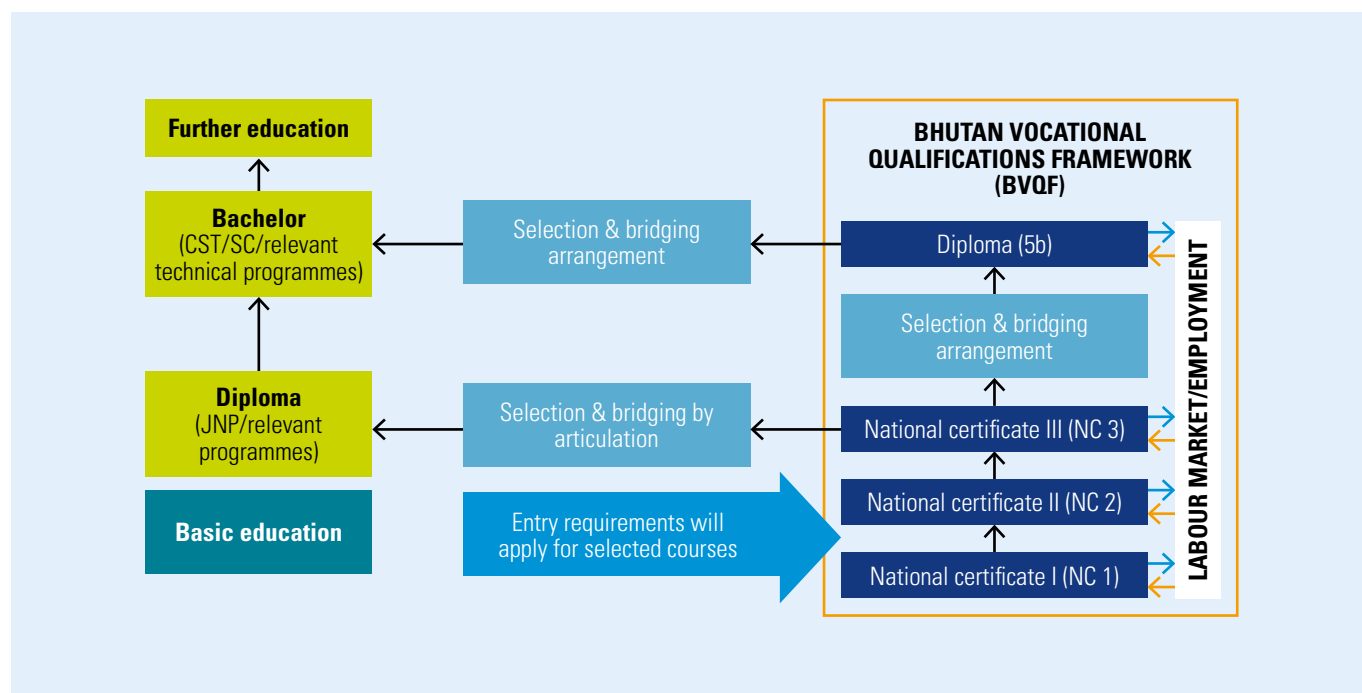 Further education
Bachelor
(CST/SC/relevant
technical programmes)
Diploma
(JNP/relevant
programmes)
Basic education
Selection & bridging
arrangement
Selection & bridging by
articulation
Entry requirements will
apply for selected courses
BHUTAN VOCATIONAL
QUALIFICATIONS FRAMEWORK
(BVQF)
Diploma (5b)
Selection & bridging
arrangement
National certificate III (NC 3)
National certificate II (NC 2)
National certificate I (NC 1)
LABOUR MARKET/EMPLOYMENT